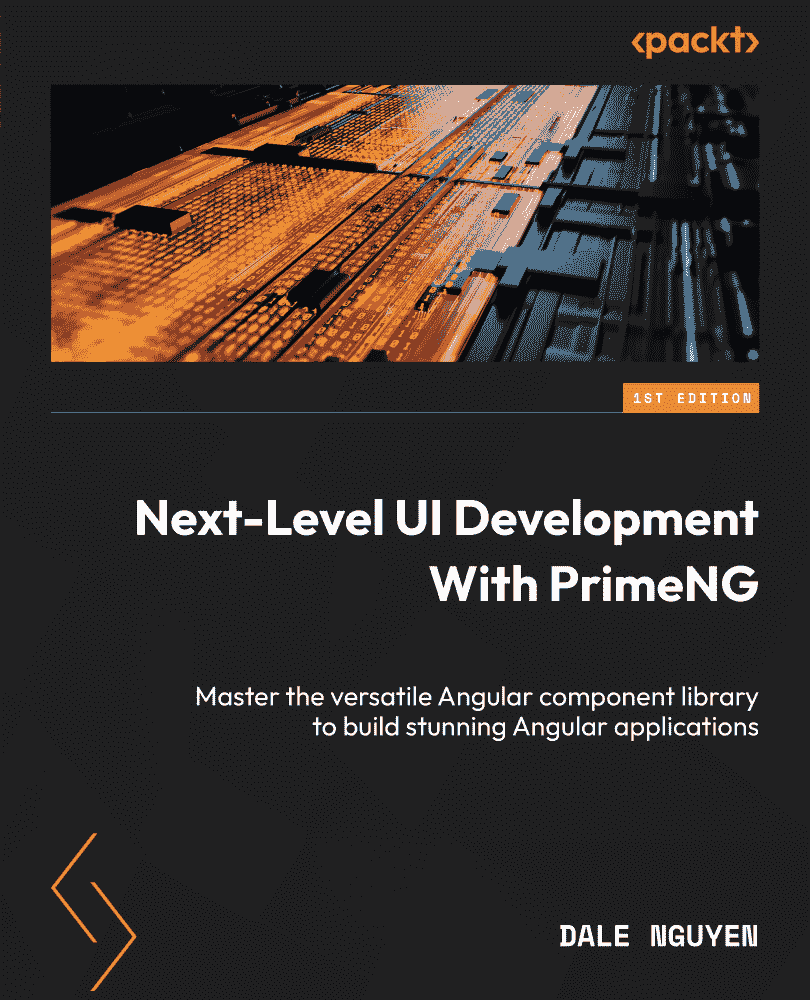 <packt>
1ST EDITION
Next-Level UI Development
With PrimeNG
Master the versatile Angular component library
to build stunning Angular applications
DALE NGUYEN